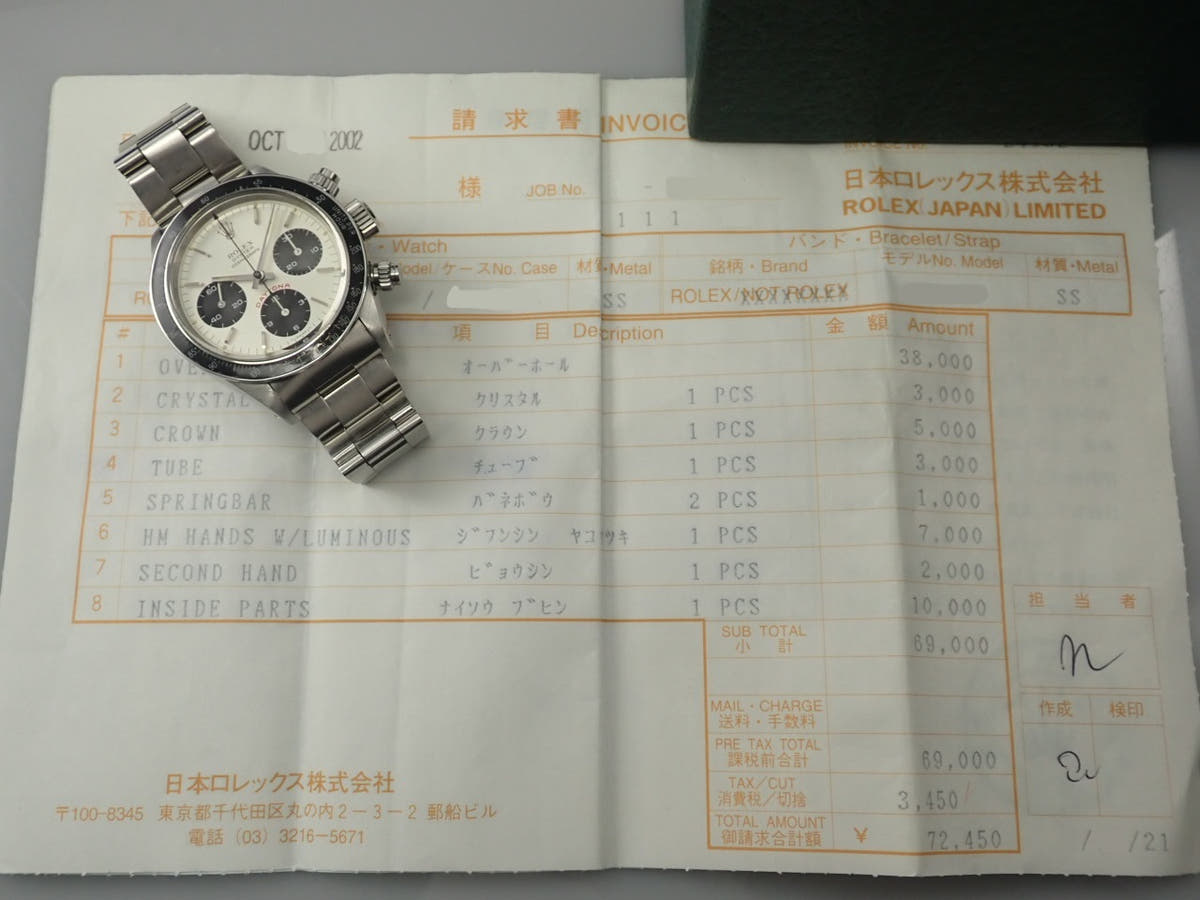 OCT 2002
請求書 INVOIC
様 JOB No.
日本ロレックス株式会社
ROLEX(JAPAN)LIMITED
下記
111
・Watch
バンド・Bracelet/Strap
Model ケースNo. Case 材質・Metal 銘柄・Brand モデルNo. Model 材質・Metal
/ SS ROLEX/NOT ROLEX SS
# 項目 Description 金額 Amount
1 OVE オーバーホール 38,000
2 CRYSTAL クリスタル 1 PCS 3,000
3 CROWN クラウン 1 PCS 5,000
4 TUBE チューブ 1 PCS 3,000
5 SPRINGBAR バネボウ 2 PCS 1,000
6 HM HANDS W/LUMINOUS ジフンシン 1 PCS 7,000
7 SECOND HAND ビョウシン 1 PCS 2,000
8 INSIDE PARTS ナイソウ ブヒン 1 PCS 10,000
SUB TOTAL
小計 69,000
MAIL・CHARGE
送料・手数料
PRE TAX TOTAL
課税前合計 69,000
TAX/CUT
消費税/切捨 3,450
TOTAL AMOUNT
御請求合計額 ¥ 72,450
担当者
作成 検印
/ /21
日本ロレックス株式会社
〒100-8345 東京都千代田区丸の内2-3-2 郵船ビル
電話 (03) 3216-5671
ROLEX
DAYTONA